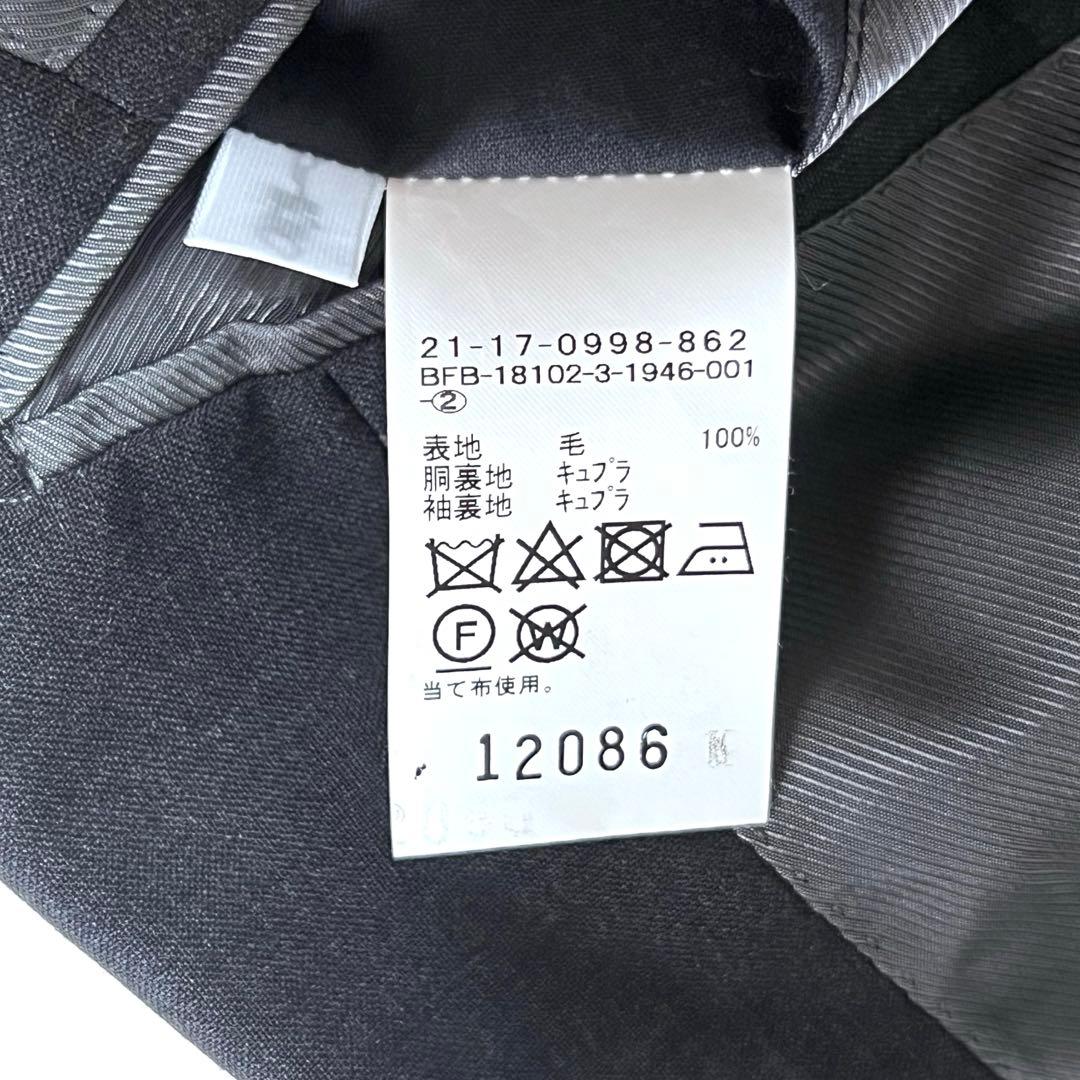 21-17-0998-862
BFB-18102-3-1946-001
-②
表地 毛 100%
胴裏地 キュプラ
袖裏地 キュプラ
F
W
当て布使用。
12086